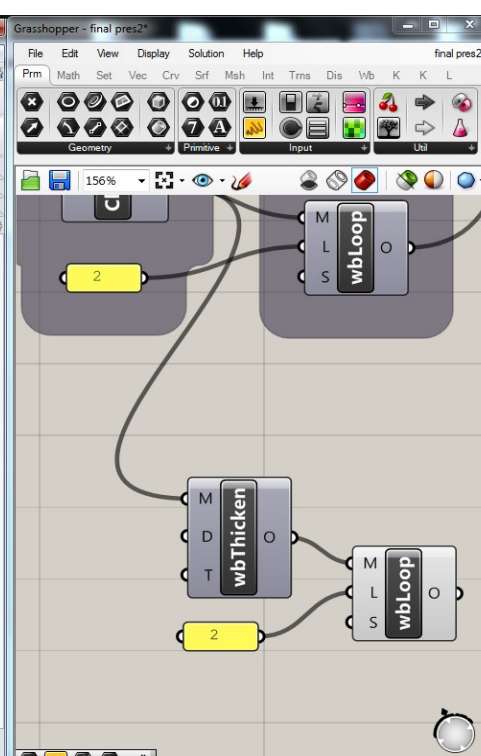 Grasshopper - final pres2*
File Edit View Display Solution Help final pres2
Prm Math Set Vec Crv Srf Msh Int Trns Dis Wb K K L
Geometry Primitive Input Util
156%
M
L
S
wbLoop
O
2
M
D
T
wbThicken
O
M
L
S
wbLoop
O
2